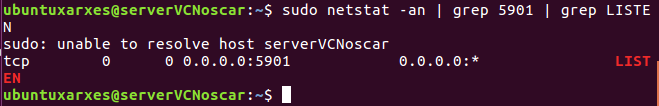 ubuntuxarxes@serverVCNoscar:~$ sudo netstat -an | grep 5901 | grep LISTE
N
sudo: unable to resolve host serverVCNoscar
tcp        0      0 0.0.0.0:5901            0.0.0.0:*               LIST
EN
ubuntuxarxes@serverVCNoscar:~$